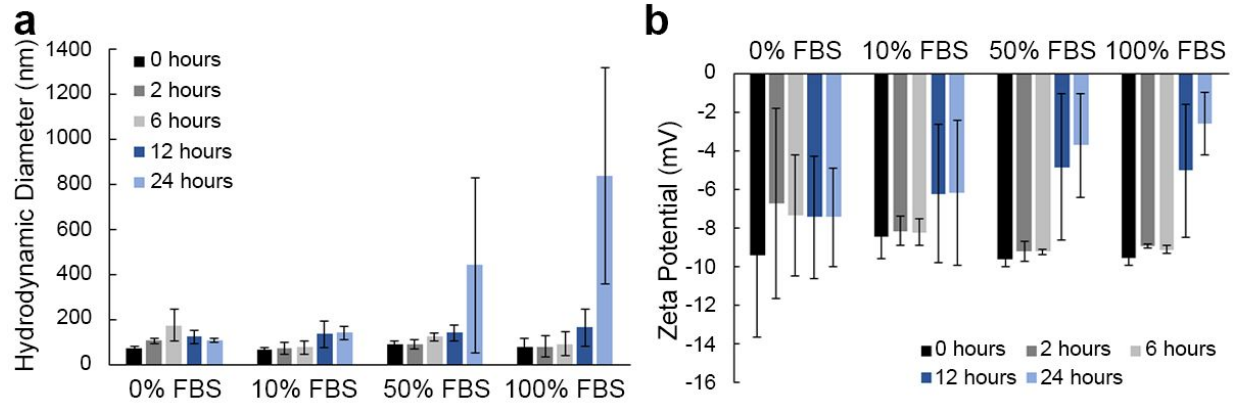 a
Hydrodynamic Diameter (nm)
1400
1200
1000
800
600
400
200
0
0 hours
2 hours
6 hours
12 hours
24 hours
0% FBS 10% FBS 50% FBS 100% FBS
b
0% FBS 10% FBS 50% FBS 100% FBS
Zeta Potential (mV)
0
-2
-4
-6
-8
-10
-12
-14
-16
0 hours 2 hours 6 hours
12 hours 24 hours